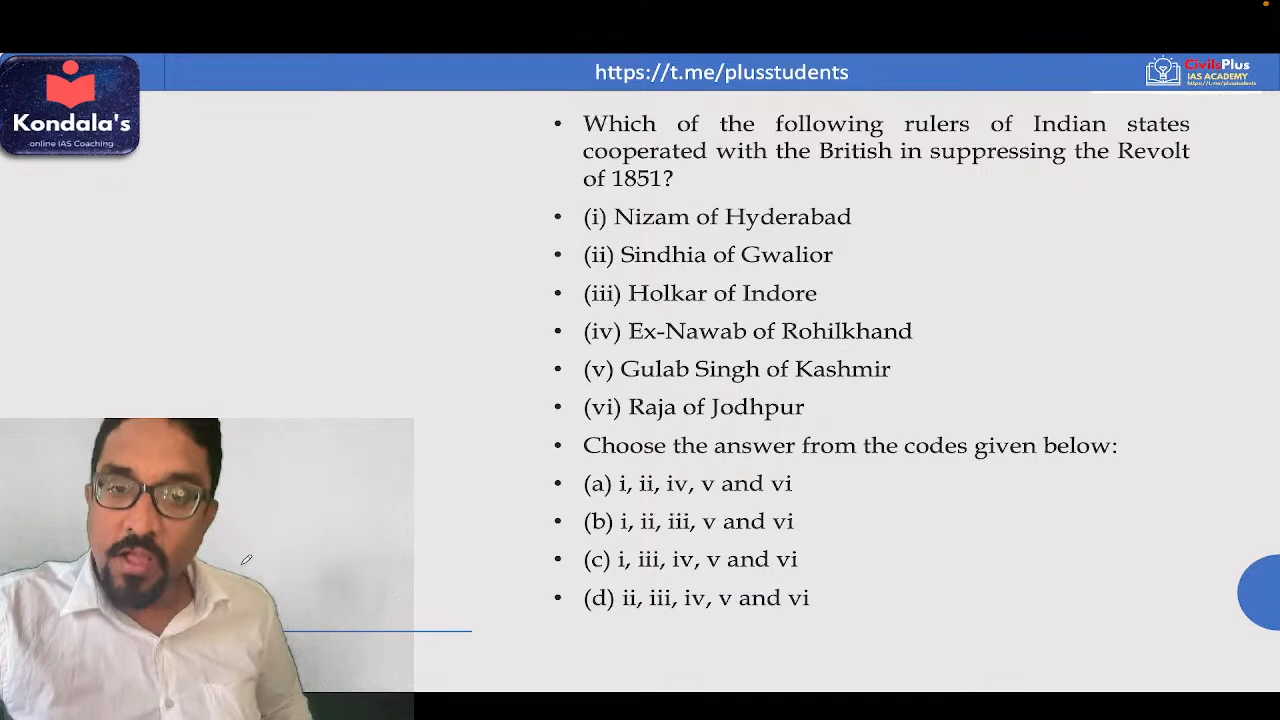 https://t.me/plusstudents
CivilsPlus
IAS ACADEMY
https://t.me/plusstudents
Kondala's
online IAS Coaching
• Which of the following rulers of Indian states
cooperated with the British in suppressing the Revolt
of 1851?
• (i) Nizam of Hyderabad
• (ii) Sindhia of Gwalior
• (iii) Holkar of Indore
• (iv) Ex-Nawab of Rohilkhand
• (v) Gulab Singh of Kashmir
• (vi) Raja of Jodhpur
• Choose the answer from the codes given below:
• (a) i, ii, iv, v and vi
• (b) i, ii, iii, v and vi
• (c) i, iii, iv, v and vi
• (d) ii, iii, iv, v and vi